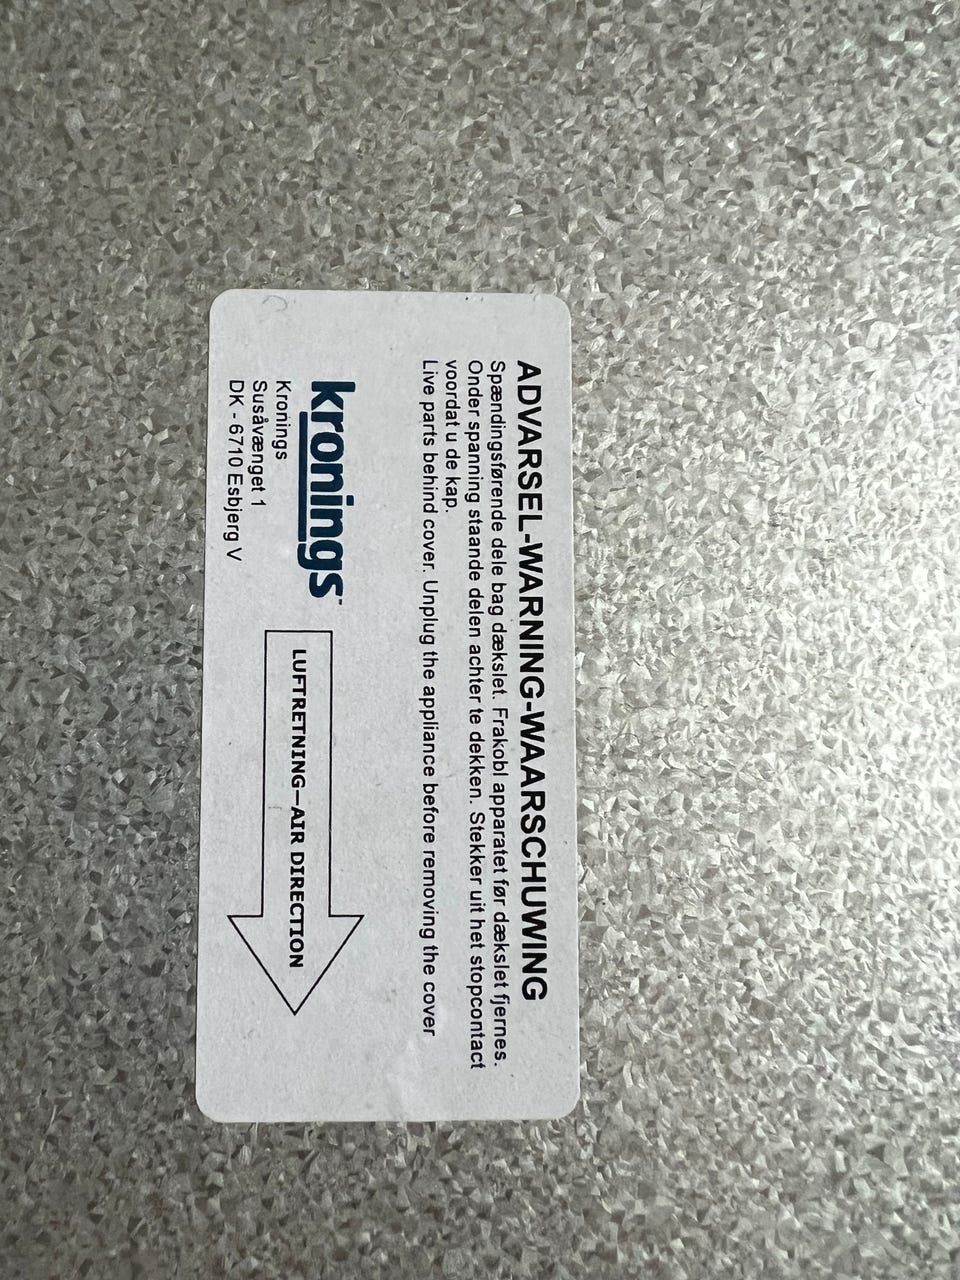 ADVARSEL-WARNING-WAARSCHUWING
Spændingsførende dele bag dækslet. Frakobl apparatet før dækslet fjernes.
Onder spanning staande delen achter te dekken. Stekker uit het stopcontact
voordat u de kap.
Live parts behind cover. Unplug the appliance before removing the cover
kronings™
Kronings
Susåvænget 1
DK - 6710 Esbjerg V
LUFTRETNING—AIR DIRECTION